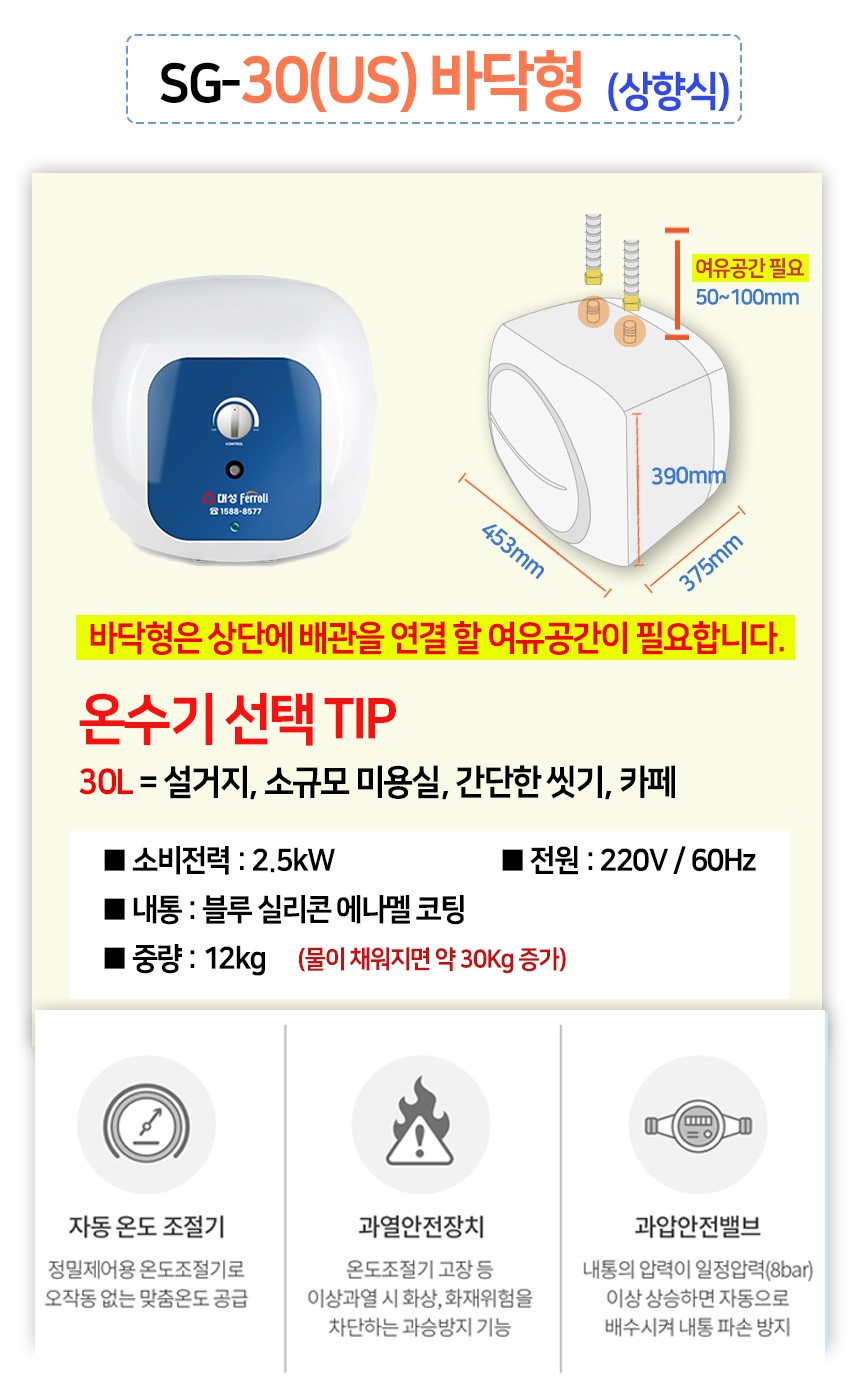 SG-30(US) 바닥형 (상향식)
여유공간 필요
50~100mm
CONTROL
대성 Ferroli
☎1588-8577
390mm
453mm
375mm
바닥형은 상단에 배관을 연결 할 여유공간이 필요합니다.
온수기 선택 TIP
30L = 설거지, 소규모 미용실, 간단한 씻기, 카페
■ 소비전력 : 2.5kW
■ 전원 : 220V / 60Hz
■ 내통 : 블루 실리콘 에나멜 코팅
■ 중량 : 12kg (물이 채워지면 약 30Kg 증가)
자동 온도 조절기
정밀제어용 온도조절기로
오작동 없는 맞춤온도 공급
과열안전장치
온도조절기 고장 등
이상과열 시 화상, 화재위험을
차단하는 과승방지 기능
과압안전밸브
내통의 압력이 일정압력(8bar)
이상 상승하면 자동으로
배수시켜 내통 파손 방지